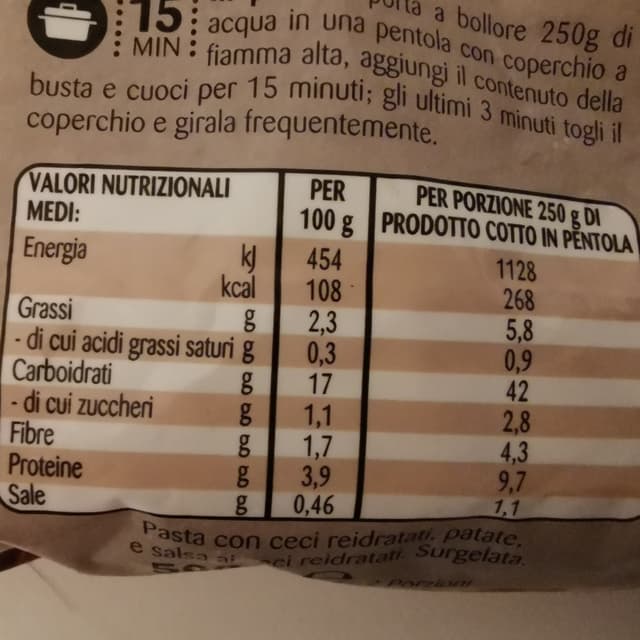 15 MIN
porta a bollore 250g di
acqua in una pentola con coperchio a
fiamma alta, aggiungi il contenuto della
busta e cuoci per 15 minuti; gli ultimi 3 minuti togli il
coperchio e girala frequentemente.
VALORI NUTRIZIONALI MEDI: PER 100 g PER PORZIONE 250 g DI PRODOTTO COTTO IN PENTOLA
Energia kJ 454 1128
kcal 108 268
Grassi g 2,3 5,8
- di cui acidi grassi saturi g 0,3 0,9
Carboidrati g 17 42
- di cui zuccheri g 1,1 2,8
Fibre g 1,7 4,3
Proteine g 3,9 9,7
Sale g 0,46 1,1
Pasta con ceci reidratati, patate,
e salsa ai ceci reidratati. Surgelata.
Porzioni